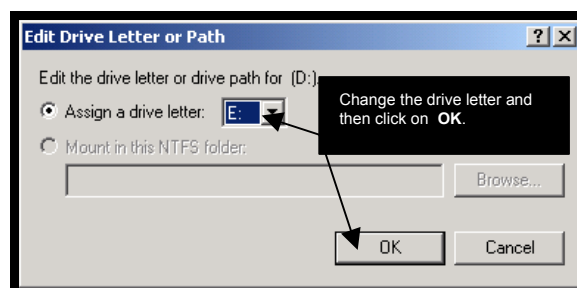 Edit Drive Letter or Path
Edit the drive letter or drive path for (D:).
Assign a drive letter: E:
Change the drive letter and
then click on OK.
Mount in this NTFS folder:
Browse...
OK Cancel